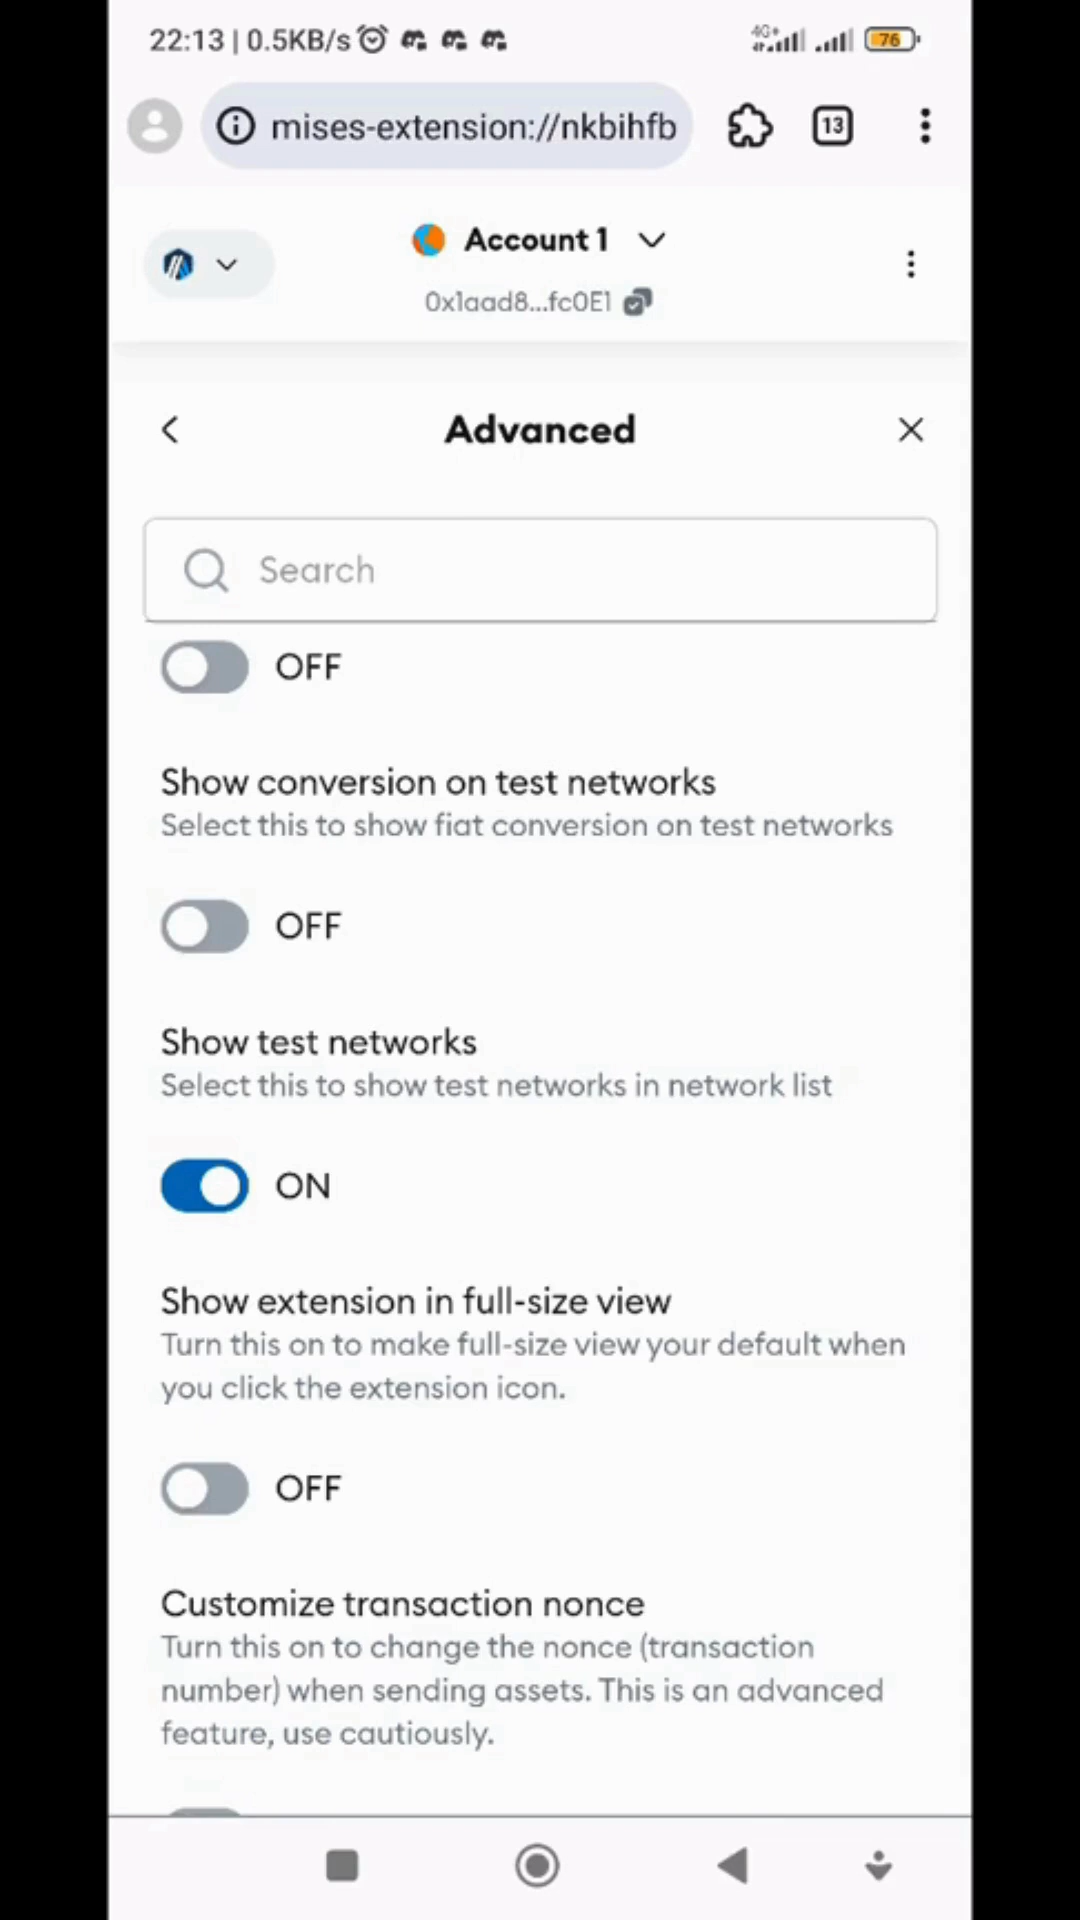 22:13 | 0.5KB/s
4G+
76
mises-extension://nkbihfb
13
Account 1
0x1aad8...fc0E1
Advanced
Search
OFF
Show conversion on test networks
Select this to show fiat conversion on test networks
OFF
Show test networks
Select this to show test networks in network list
ON
Show extension in full-size view
Turn this on to make full-size view your default when
you click the extension icon.
OFF
Customize transaction nonce
Turn this on to change the nonce (transaction
number) when sending assets. This is an advanced
feature, use cautiously.